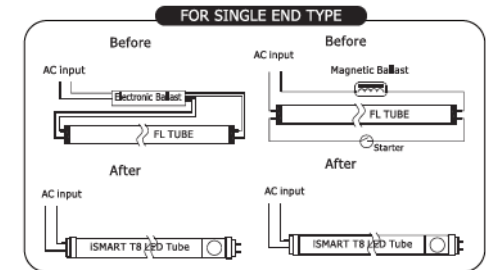 FOR SINGLE END TYPE
Before
AC input
Electronic Ballast
FL TUBE
After
AC input
iSMART T8 LED Tube
Before
AC input
Magnetic Ballast
FL TUBE
Starter
After
AC input
ISMART T8 LED Tube